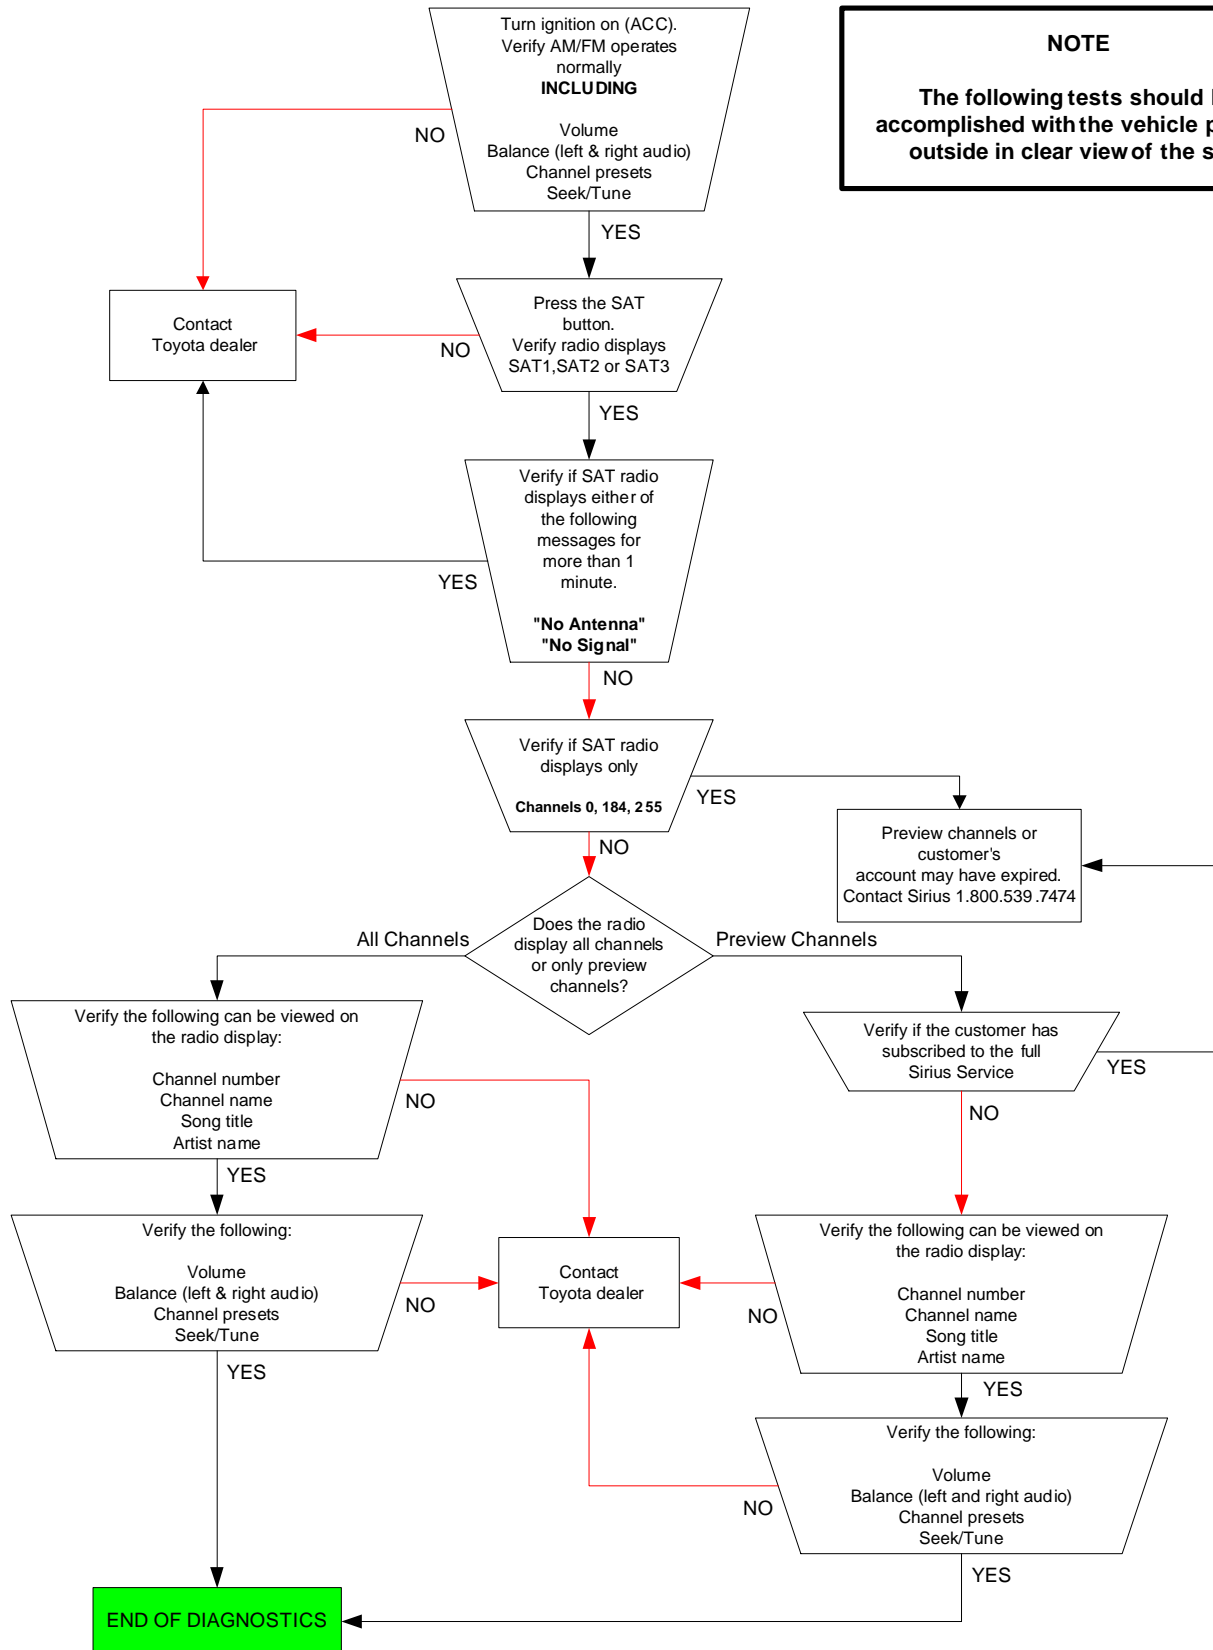 Turn ignition on (ACC).
Verify AM/FM operates
normally
INCLUDING
Volume
Balance (left & right audio)
Channel presets
Seek/Tune
NOTE
The following tests should
accomplished with the vehicle
outside in clear view of the
NO
YES
Contact
Toyota dealer
Press the SAT
button.
Verify radio displays
SAT1,SAT2 or SAT3
NO
YES
Verify if SAT radio
displays either of
the following
messages for
more than 1
minute.
"No Antenna"
"No Signal"
YES
NO
Verify if SAT radio
displays only
Channels 0, 184, 255
YES
NO
Preview channels or
customer's
account may have expired.
Contact Sirius 1.800.539.7474
Does the radio
display all channels
or only preview
channels?
All Channels
Preview Channels
Verify the following can be viewed on
the radio display:
Channel number
Channel name
Song title
Artist name
NO
YES
Verify if the customer has
subscribed to the full
Sirius Service
YES
NO
Verify the following:
Volume
Balance (left & right audio)
Channel presets
Seek/Tune
NO
YES
Contact
Toyota dealer
Verify the following can be viewed on
the radio display:
Channel number
Channel name
Song title
Artist name
NO
YES
Verify the following:
Volume
Balance (left and right audio)
Channel presets
Seek/Tune
NO
YES
END OF DIAGNOSTICS